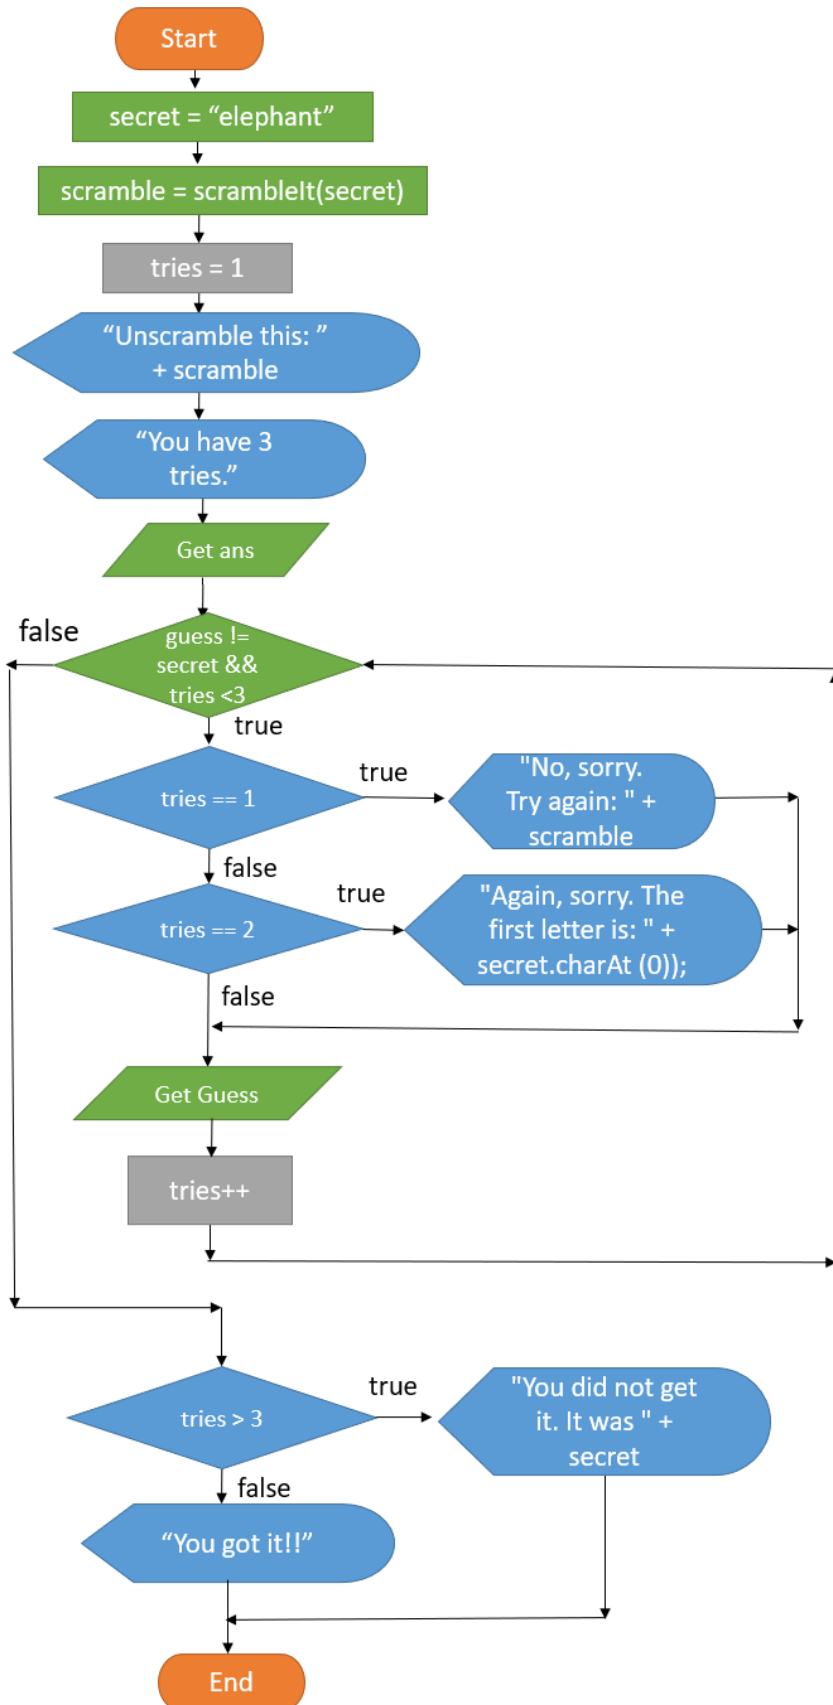 Start
secret = “elephant”
scramble = scrambleIt(secret)
tries = 1
“Unscramble this: ”
+ scramble
“You have 3
tries.”
Get ans
false
guess !=
secret &&
tries <3
true
tries == 1
true
"No, sorry.
Try again: " +
scramble
false
tries == 2
true
"Again, sorry. The
first letter is: " +
secret.charAt (0));
false
Get Guess
tries++
tries > 3
true
"You did not get
it. It was " +
secret
false
“You got it!!”
End